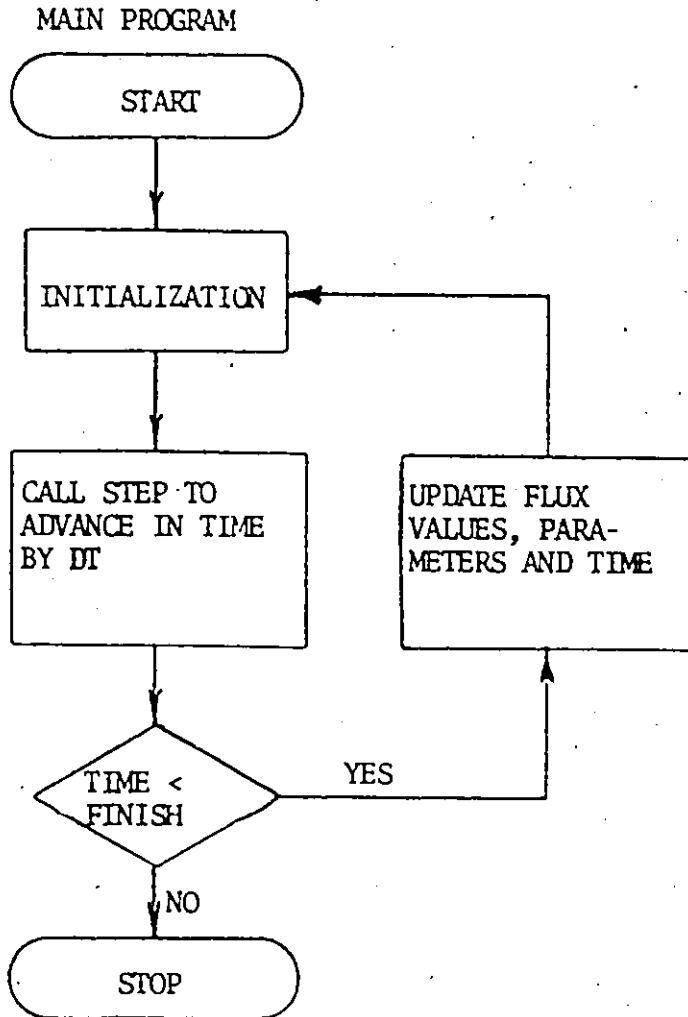 MAIN PROGRAM
START
INITIALIZATION
CALL STEP TO
ADVANCE IN TIME
BY DT
UPDATE FLUX
VALUES, PARA-
METERS AND TIME
TIME <
FINISH
YES
NO
STOP